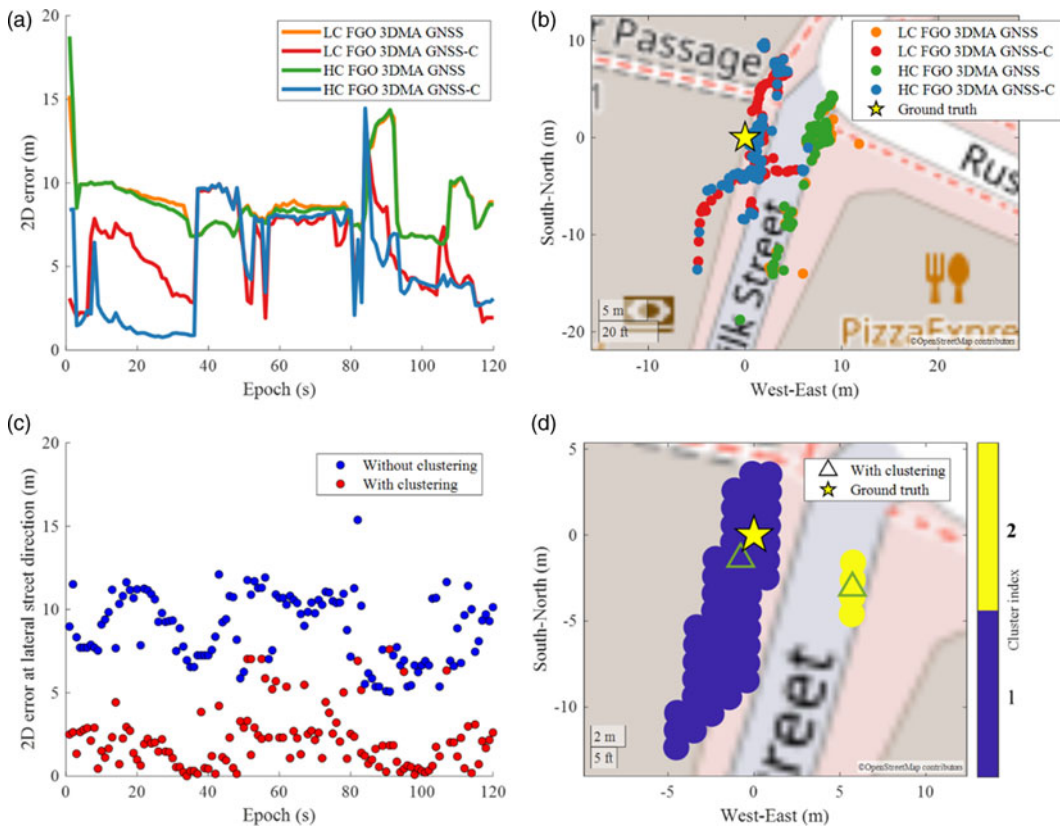 (a)
20
15
10
5
0
0 20 40 60 80 100 120
2D error (m)
Epoch (s)
LC FGO 3DMA GNSS
LC FGO 3DMA GNSS-C
HC FGO 3DMA GNSS
HC FGO 3DMA GNSS-C
(b)
10
0
-10
-20
-10 0 10 20
South-North (m)
West-East (m)
LC FGO 3DMA GNSS
LC FGO 3DMA GNSS-C
HC FGO 3DMA GNSS
HC FGO 3DMA GNSS-C
Ground truth
r Passage
Rus
ilk Street
PizzaExpre
5 m
20 ft
©OpenStreetMap contributors
(c)
20
15
10
5
0
0 20 40 60 80 100 120
2D error at lateral street direction (m)
Epoch (s)
Without clustering
With clustering
(d)
5
0
-5
-10
-5 0 5 10
South-North (m)
West-East (m)
With clustering
Ground truth
reet
2 m
5 ft
©OpenStreetMap contributors
2
1
Cluster index